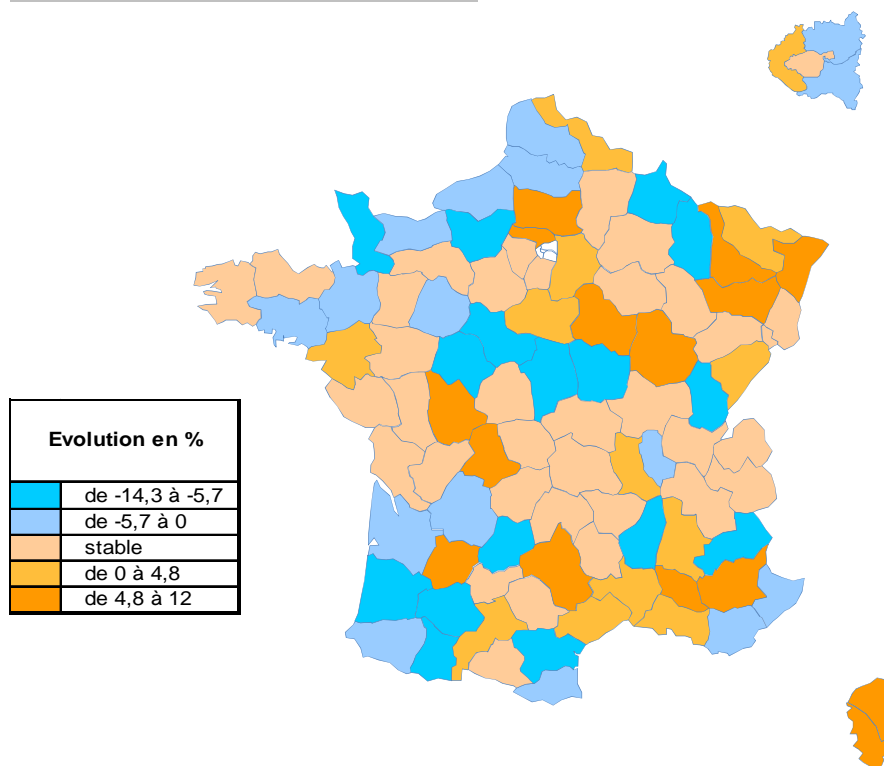 Evolution en %
de -14,3 à -5,7
de -5,7 à 0
stable
de 0 à 4,8
de 4,8 à 12